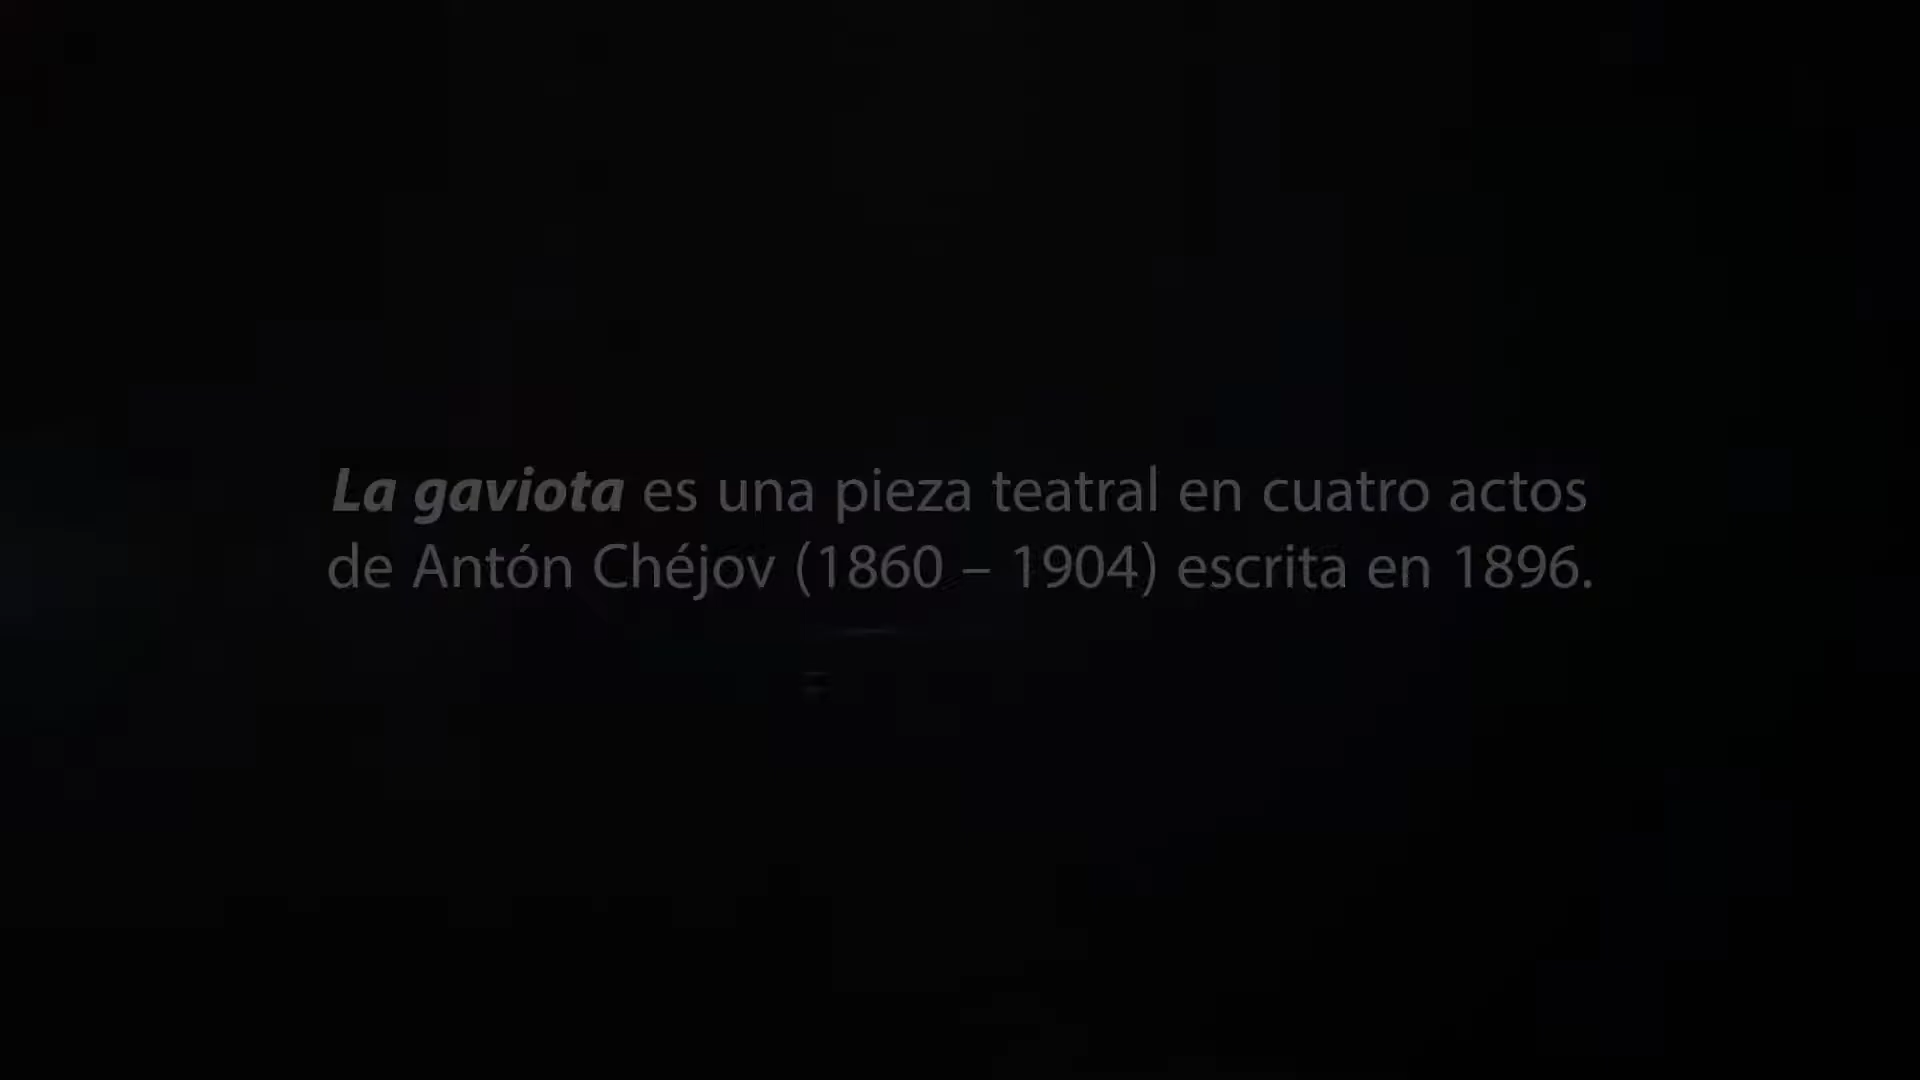 La gaviota es una pieza teatral en cuatro actos
de Antón Chéjov (1860 – 1904) escrita en 1896.